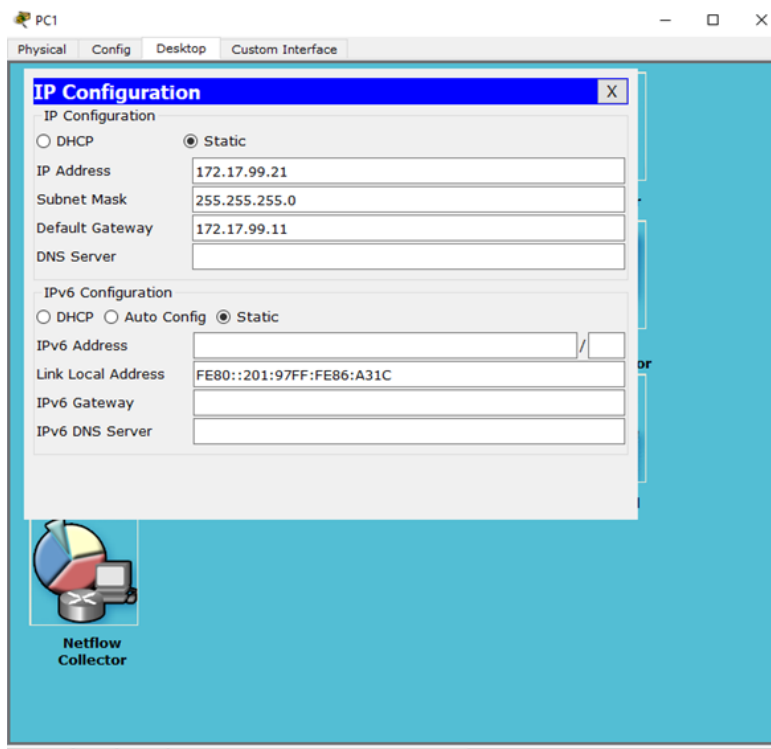 PC1
Physical Config Desktop Custom Interface
IP Configuration X
IP Configuration
DHCP Static
IP Address 172.17.99.21
Subnet Mask 255.255.255.0
Default Gateway 172.17.99.11
DNS Server
IPv6 Configuration
DHCP Auto Config Static
IPv6 Address /
Link Local Address FE80::201:97FF:FE86:A31C
IPv6 Gateway
IPv6 DNS Server
or
Netflow
Collector